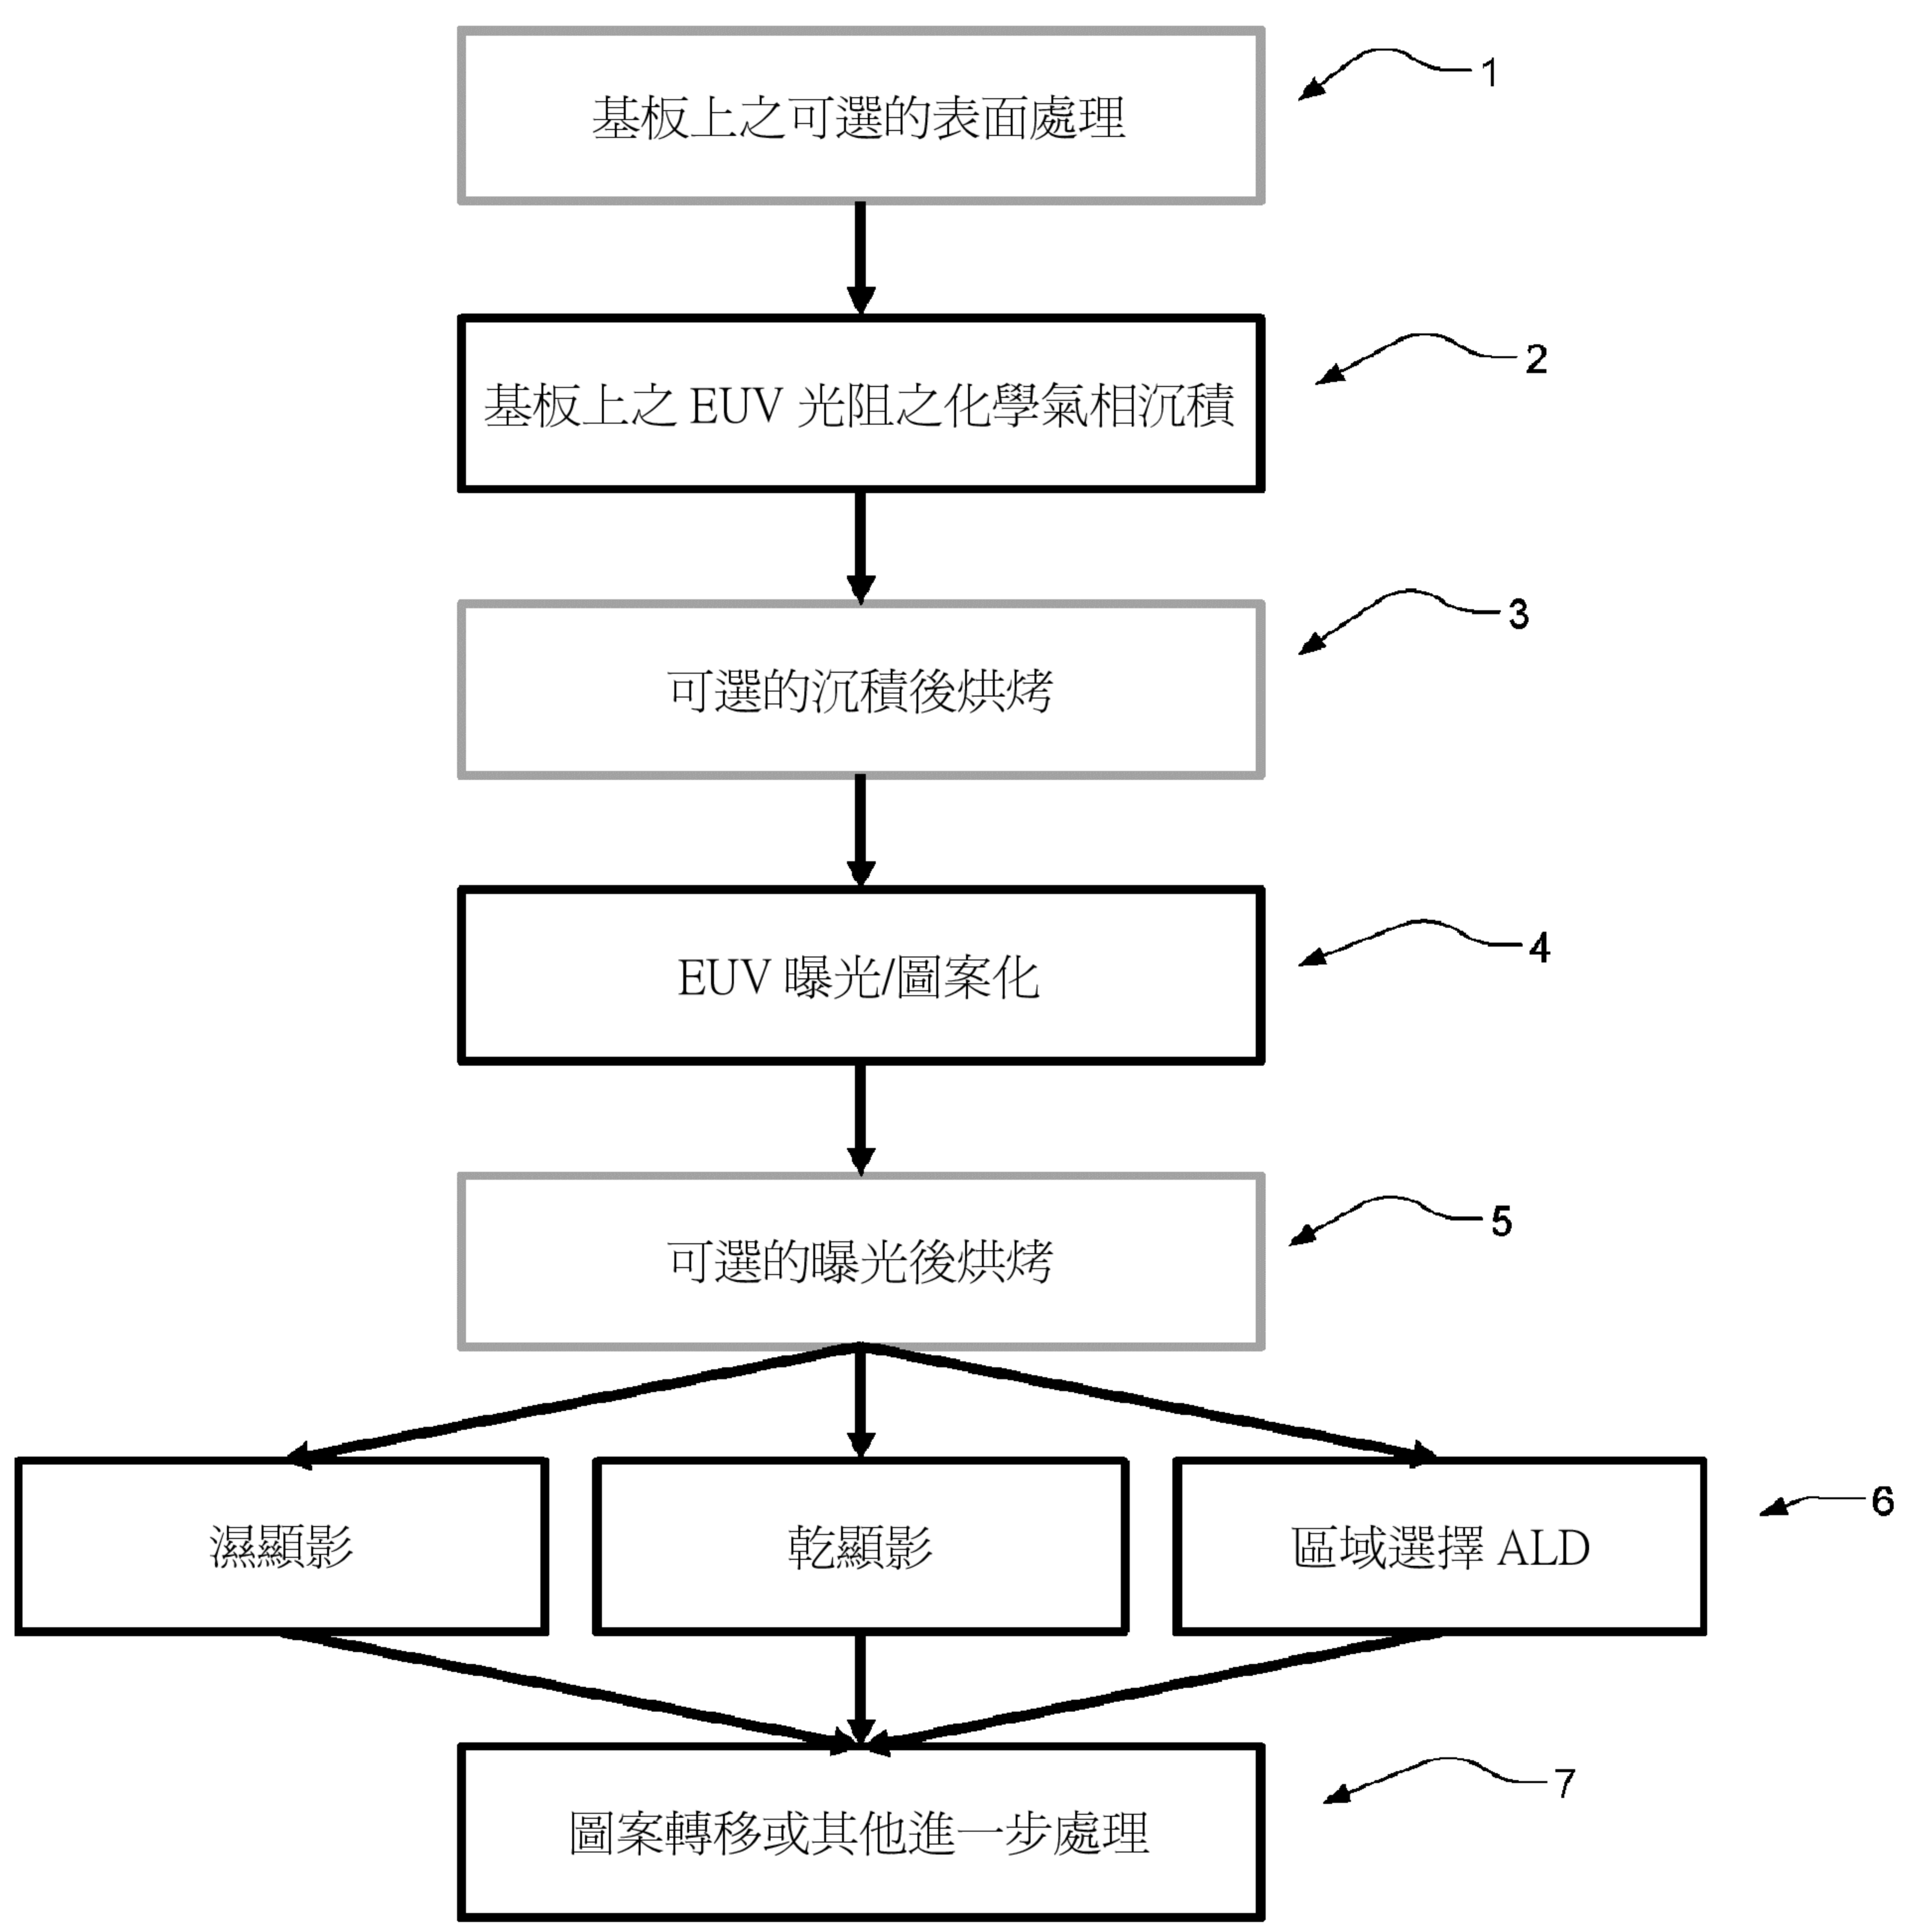 基板上之可選的表面處理
1
基板上之 EUV 光阻之化學氣相沉積
2
可選的沉積後烘烤
3
EUV 曝光/圖案化
4
可選的曝光後烘烤
5
濕顯影
乾顯影
區域選擇 ALD
6
圖案轉移或其他進一步處理
7